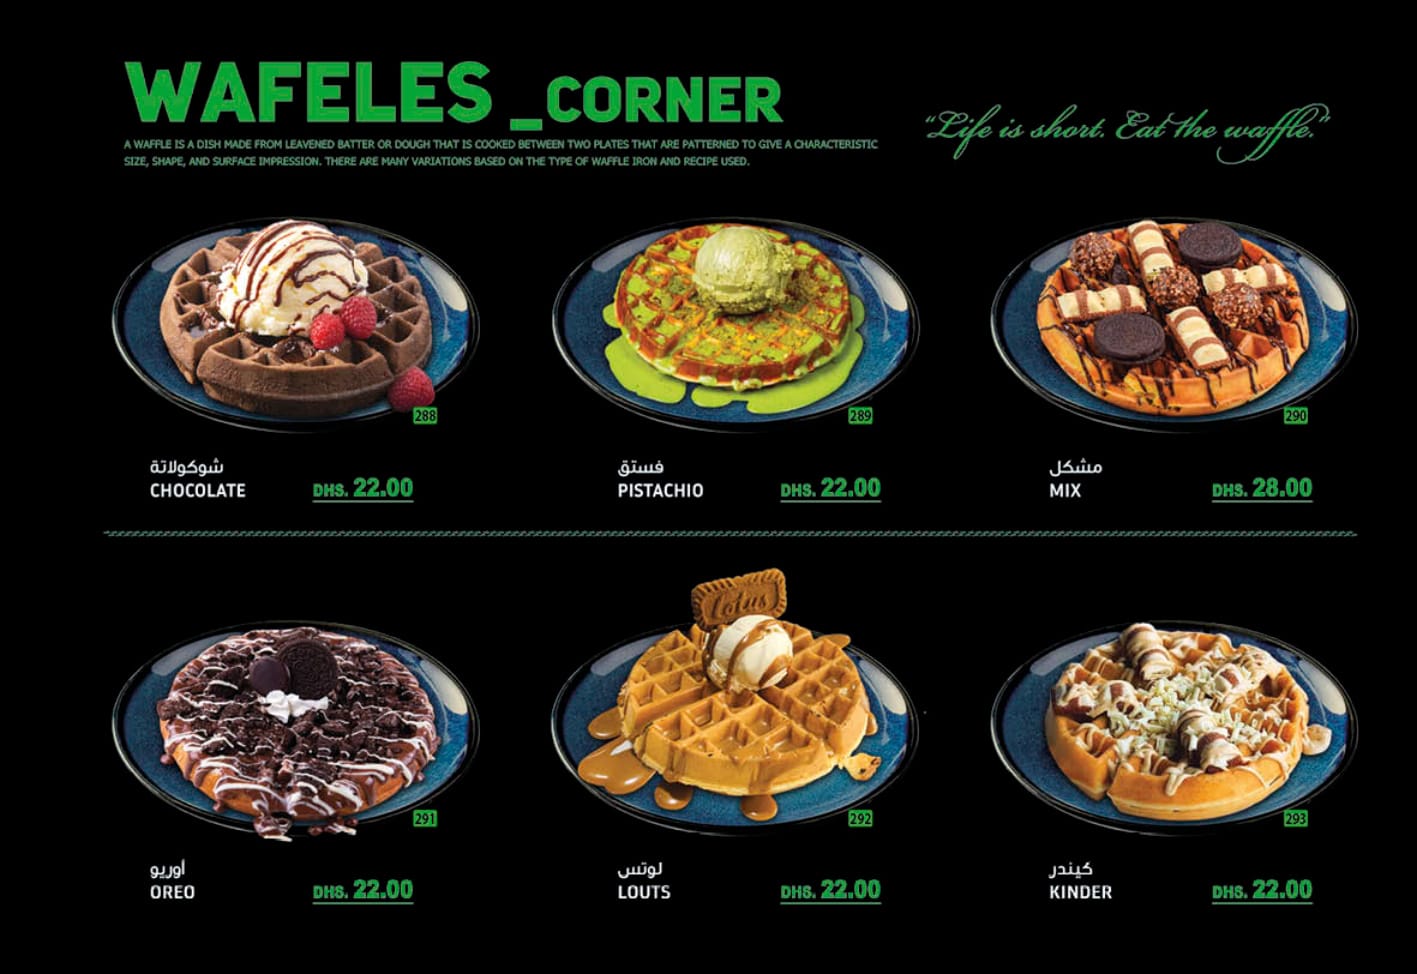 WAFELES _CORNER
A WAFFLE IS A DISH MADE FROM LEAVENED BATTER OR DOUGH THAT IS COOKED BETWEEN TWO PLATES THAT ARE PATTERNED TO GIVE A CHARACTERISTIC
SIZE, SHAPE, AND SURFACE IMPRESSION. THERE ARE MANY VARIATIONS BASED ON THE TYPE OF WAFFLE IRON AND RECIPE USED.
“Life is short. Eat the waffle.”
288
شوكولاتة
CHOCOLATE
DHS. 22.00
289
فستق
PISTACHIO
DHS. 22.00
290
مشكل
MIX
DHS. 28.00
291
أوريو
OREO
DHS. 22.00
Lotus
292
لوتس
LOUTS
DHS. 22.00
293
كيندر
KINDER
DHS. 22.00